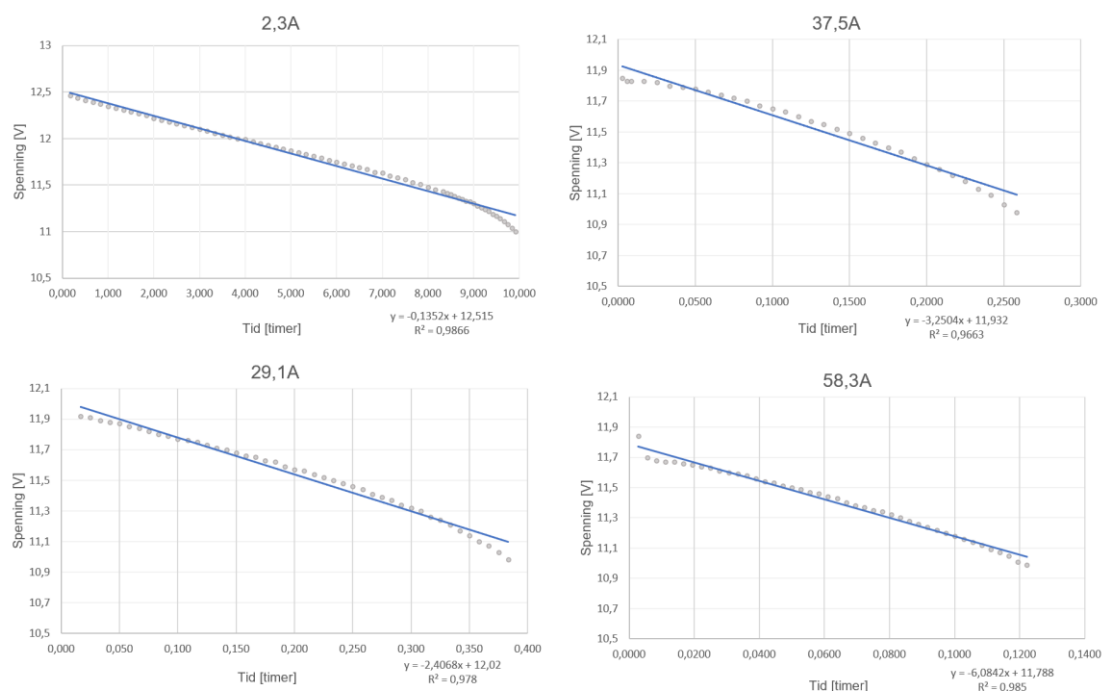 2,3A
13
12,5
12
11,5
11
10,5
Spenning [V]
0,000 1,000 2,000 3,000 4,000 5,000 6,000 7,000 8,000 9,000 10,000
Tid [timer]
y = -0,1352x + 12,515
R² = 0,9866
37,5A
12,1
11,9
11,7
11,5
11,3
11,1
10,9
10,7
10,5
Spenning [V]
0,0000 0,0500 0,1000 0,1500 0,2000 0,2500 0,3000
Tid [timer]
y = -3,2504x + 11,932
R² = 0,9663
29,1A
12,1
11,9
11,7
11,5
11,3
11,1
10,9
10,7
10,5
Spenning [V]
0,000 0,050 0,100 0,150 0,200 0,250 0,300 0,350 0,400
Tid [timer]
y = -2,4068x + 12,02
R² = 0,978
58,3A
12,1
11,9
11,7
11,5
11,3
11,1
10,9
10,7
10,5
Spenning [V]
0,0000 0,0200 0,0400 0,0600 0,0800 0,1000 0,1200 0,1400
Tid [timer]
y = -6,0842x + 11,788
R² = 0,985